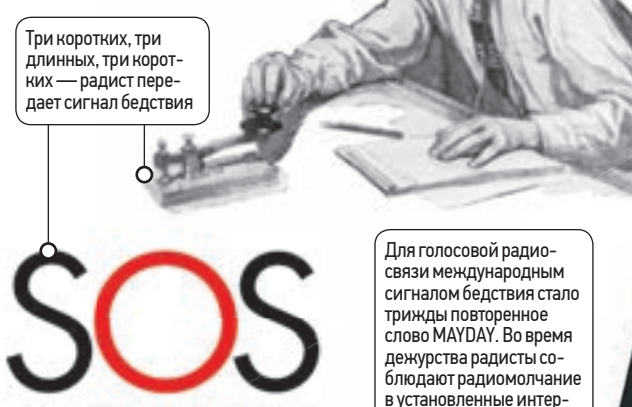 Три коротких, три
длинных, три корот-
ких — радист пере-
дает сигнал бедствия
SOS
Для голосовой радио-
связи международным
сигналом бедствия стало
трижды повторенное
слово MAYDAY. Во время
дежурства радисты со-
блюдают радиомолчание
в установленные интер-